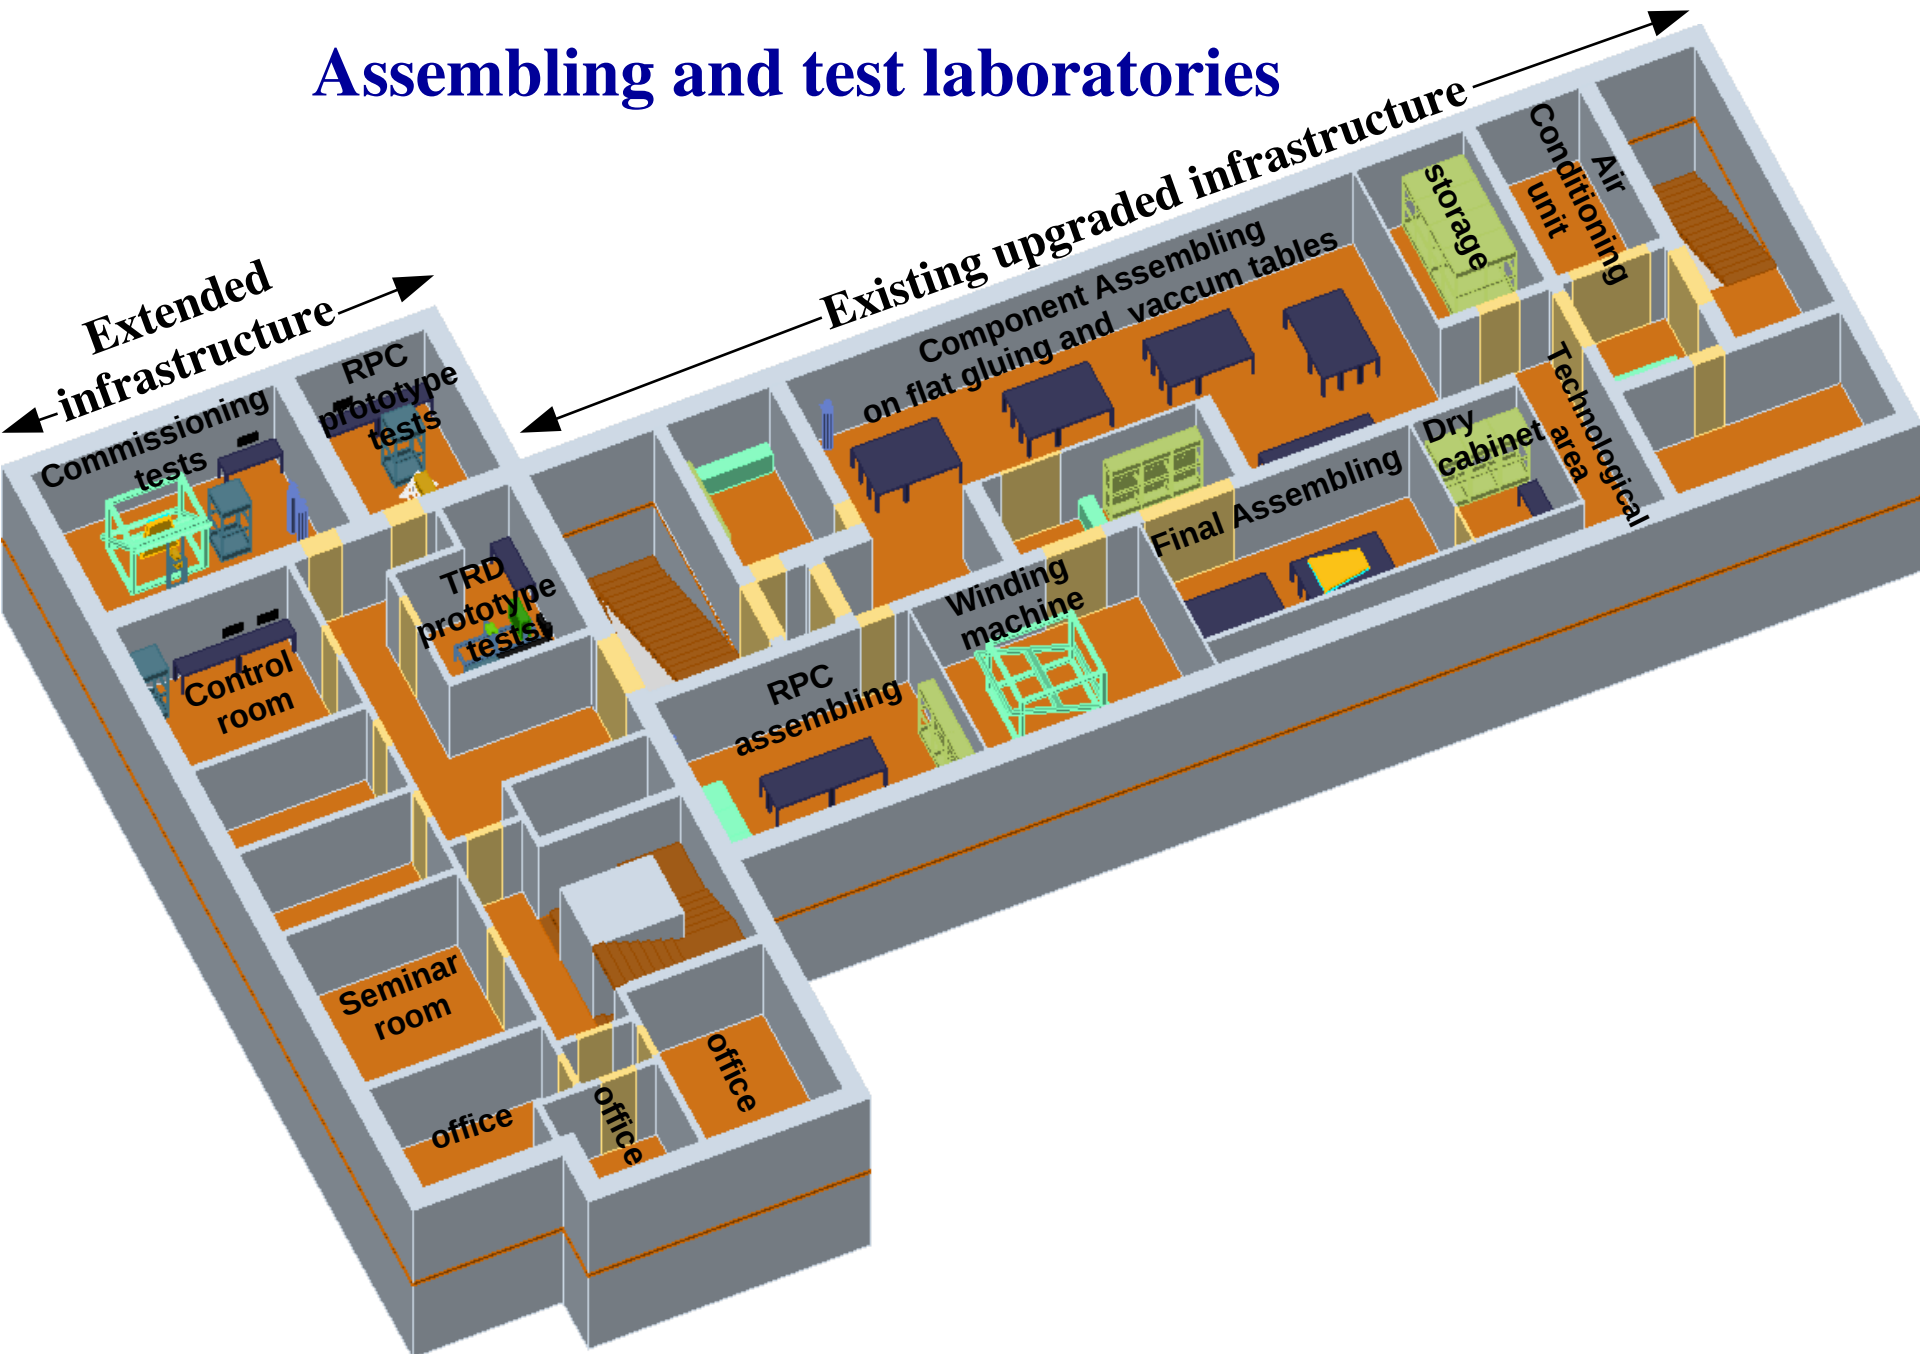 Assembling and test laboratories
Extended
infrastructure
Existing upgraded infrastructure
Commissioning
tests
RPC
prototype
tests
TRD
prototype
tests
Control
room
Seminar
room
office
office
office
Component Assembling
on flat gluing and vaccum tables
storage
Air
Conditioning
unit
Technological
area
Dry
cabinet
Final Assembling
Winding
machine
RPC
assembling